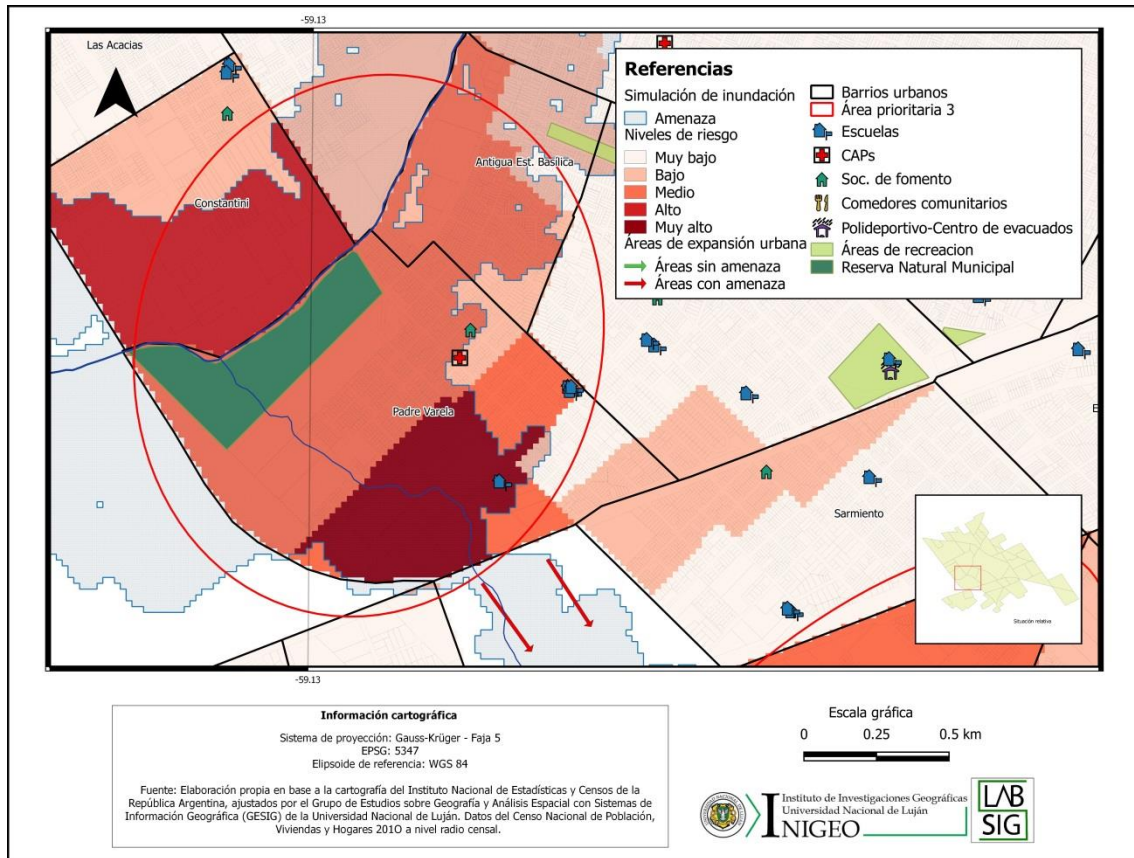 -59.13
Las Acacias
Constantini
Antigua Est. Basílica
Padre Varela
Sarmiento
E
Referencias
Simulación de inundación
Amenaza
Niveles de riesgo
Muy bajo
Bajo
Medio
Alto
Muy alto
Áreas de expansión urbana
Áreas sin amenaza
Áreas con amenaza
Barrios urbanos
Área prioritaria 3
Escuelas
CAPs
Soc. de fomento
Comedores comunitarios
Polideportivo-Centro de evacuados
Áreas de recreacion
Reserva Natural Municipal
Situación relativa
-59.13
Información cartográfica
Sistema de proyección: Gauss-Krüger - Faja 5
EPSG: 5347
Elipsoide de referencia: WGS 84
Fuente: Elaboración propia en base a la cartografía del Instituto Nacional de Estadísticas y Censos de la
República Argentina, ajustados por el Grupo de Estudios sobre Geografía y Análisis Espacial con Sistemas de
Información Geográfica (GESIG) de la Universidad Nacional de Luján. Datos del Censo Nacional de Población,
Viviendas y Hogares 201O a nivel radio censal.
Escala gráfica
0 0.25 0.5 km
Instituto de Investigaciones Geográficas
Universidad Nacional de Luján
INIGEO
LAB
SIG